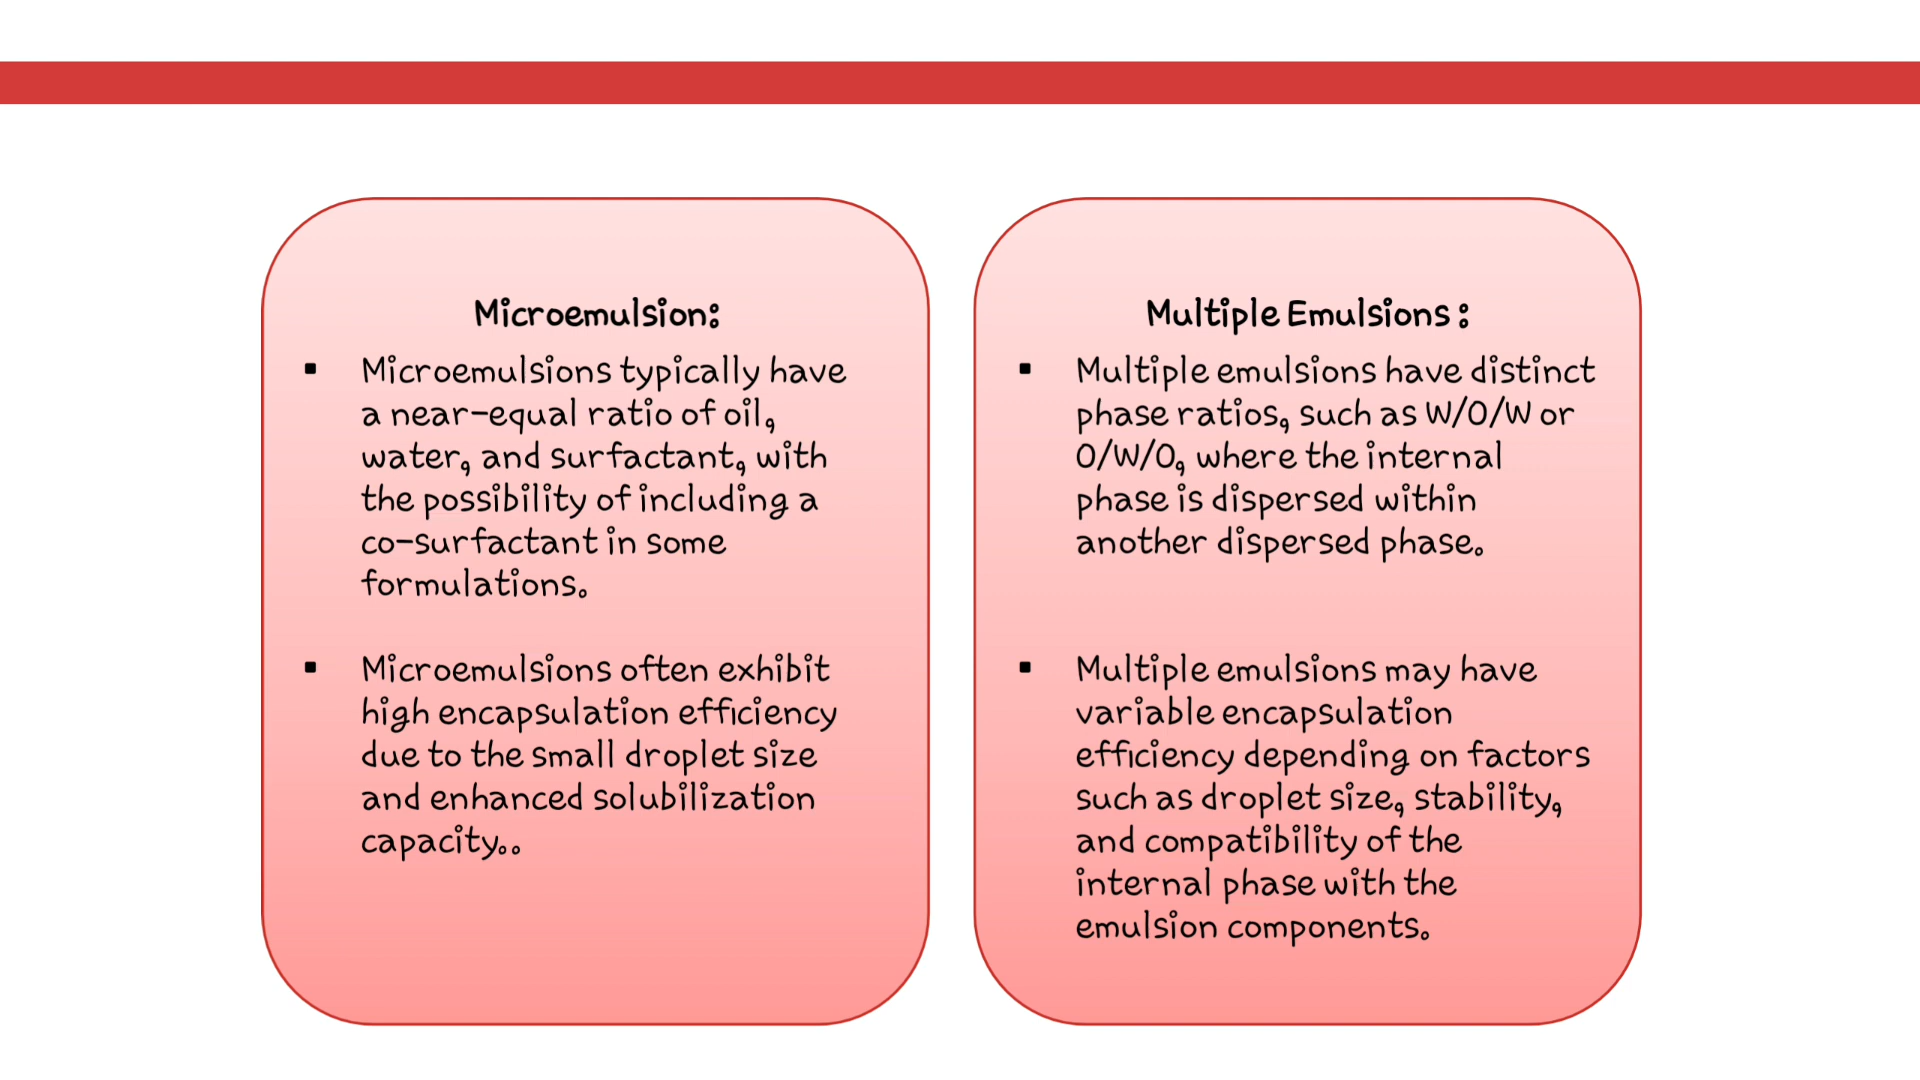 Microemulsion:
▪ Microemulsions typically have
a near-equal ratio of oil,
water, and surfactant, with
the possibility of including a
co-surfactant in some
formulations.
▪ Microemulsions often exhibit
high encapsulation efficiency
due to the small droplet size
and enhanced solubilization
capacity..
Multiple Emulsions :
▪ Multiple emulsions have distinct
phase ratios, such as W/O/W or
O/W/O, where the internal
phase is dispersed within
another dispersed phase.
▪ Multiple emulsions may have
variable encapsulation
efficiency depending on factors
such as droplet size, stability,
and compatibility of the
internal phase with the
emulsion components.